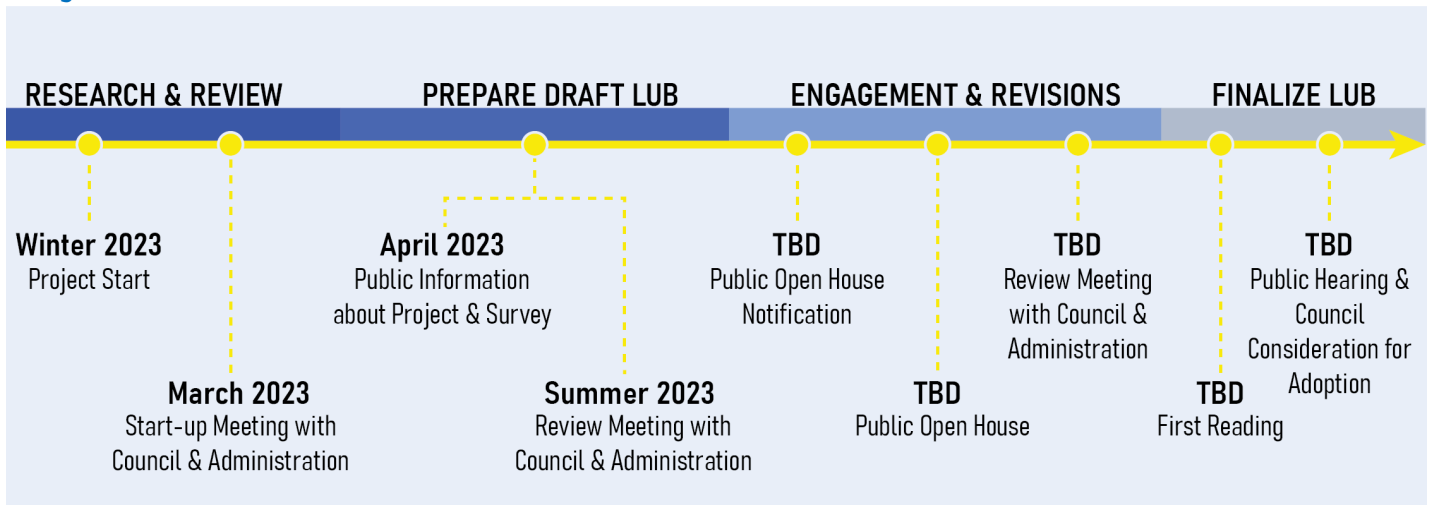 RESEARCH & REVIEW
PREPARE DRAFT LUB
ENGAGEMENT & REVISIONS
FINALIZE LUB
Winter 2023
Project Start
March 2023
Start-up Meeting with
Council & Administration
April 2023
Public Information
about Project & Survey
Summer 2023
Review Meeting with
Council & Administration
TBD
Public Open House
Notification
TBD
Public Open House
TBD
Review Meeting
with Council &
Administration
TBD
First Reading
TBD
Public Hearing &
Council
Consideration for
Adoption